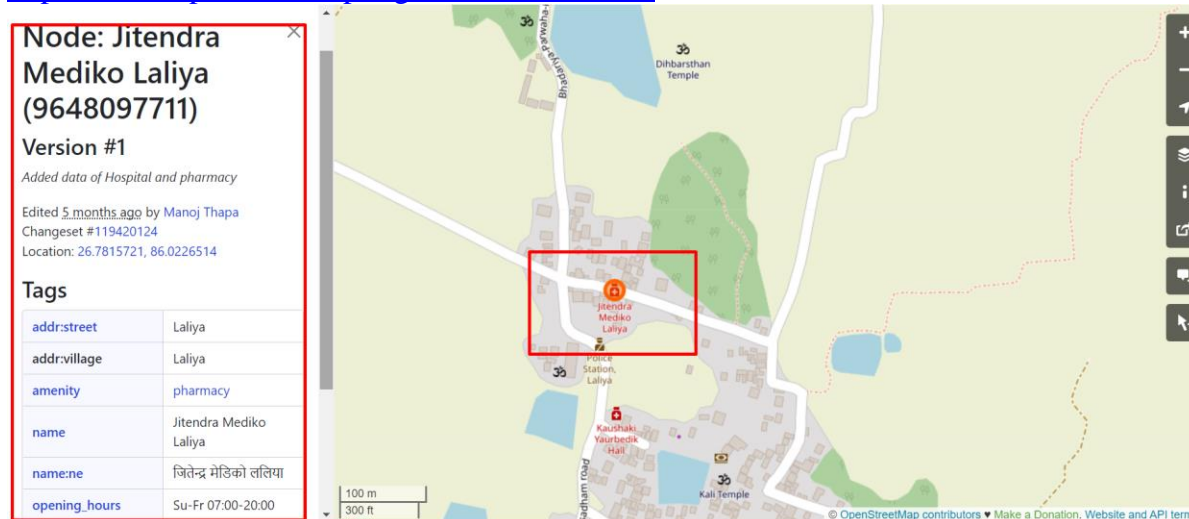 Node: Jitendra
Mediko Laliya
(9648097711)
×
Version #1
Added data of Hospital and pharmacy
Edited 5 months ago by Manoj Thapa
Changeset #119420124
Location: 26.7815721, 86.0226514
Tags
addr:street Laliya
addr:village Laliya
amenity pharmacy
name Jitendra Mediko
Laliya
name:ne जितेन्द्र मेडिको ललिया
opening_hours Su-Fr 07:00-20:00
Dihbarsthan
Temple
Jitendra
Mediko
Laliya
Police
Station,
Laliya
Kaushaki
Yaurbedik
Hall
Kali Temple
100 m
300 ft
© OpenStreetMap contributors ♥ Make a Donation. Website and API term